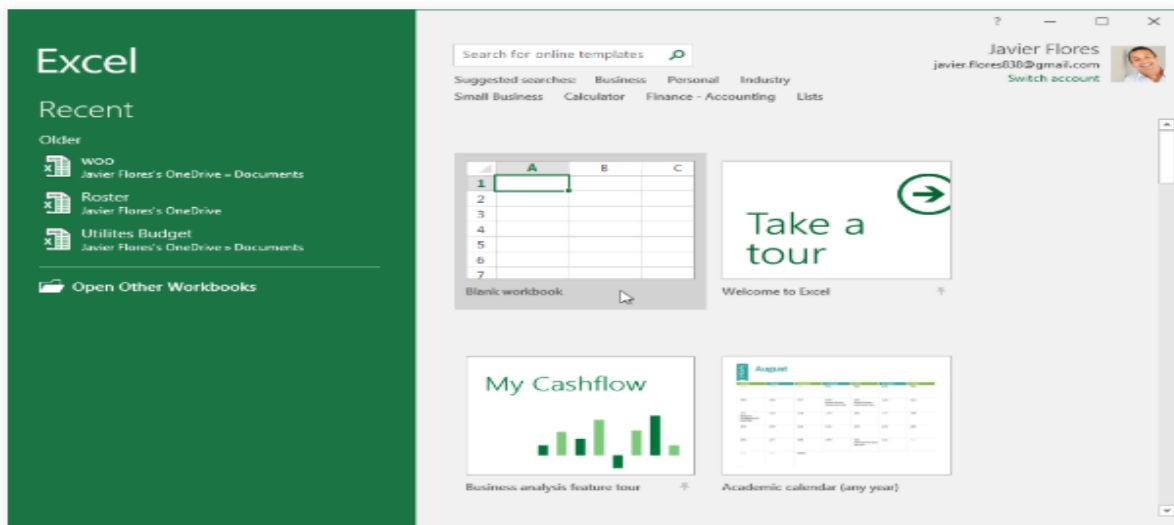 Excel
Recent
Older
woo
Javier Flores's OneDrive » Documents
Roster
Javier Flores's OneDrive
Utilites Budget
Javier Flores's OneDrive » Documents
Open Other Workbooks
?
Search for online templates
Suggested searches: Business Personal Industry
Small Business Calculator Finance - Accounting Lists
Javier Flores
javier.flores838@gmail.com
Switch account
A B C
1
2
3
4
5
6
7
Blank workbook
Take a
tour
Welcome to Excel
My Cashflow
Business analysis feature tour
August
Academic calendar (any year)